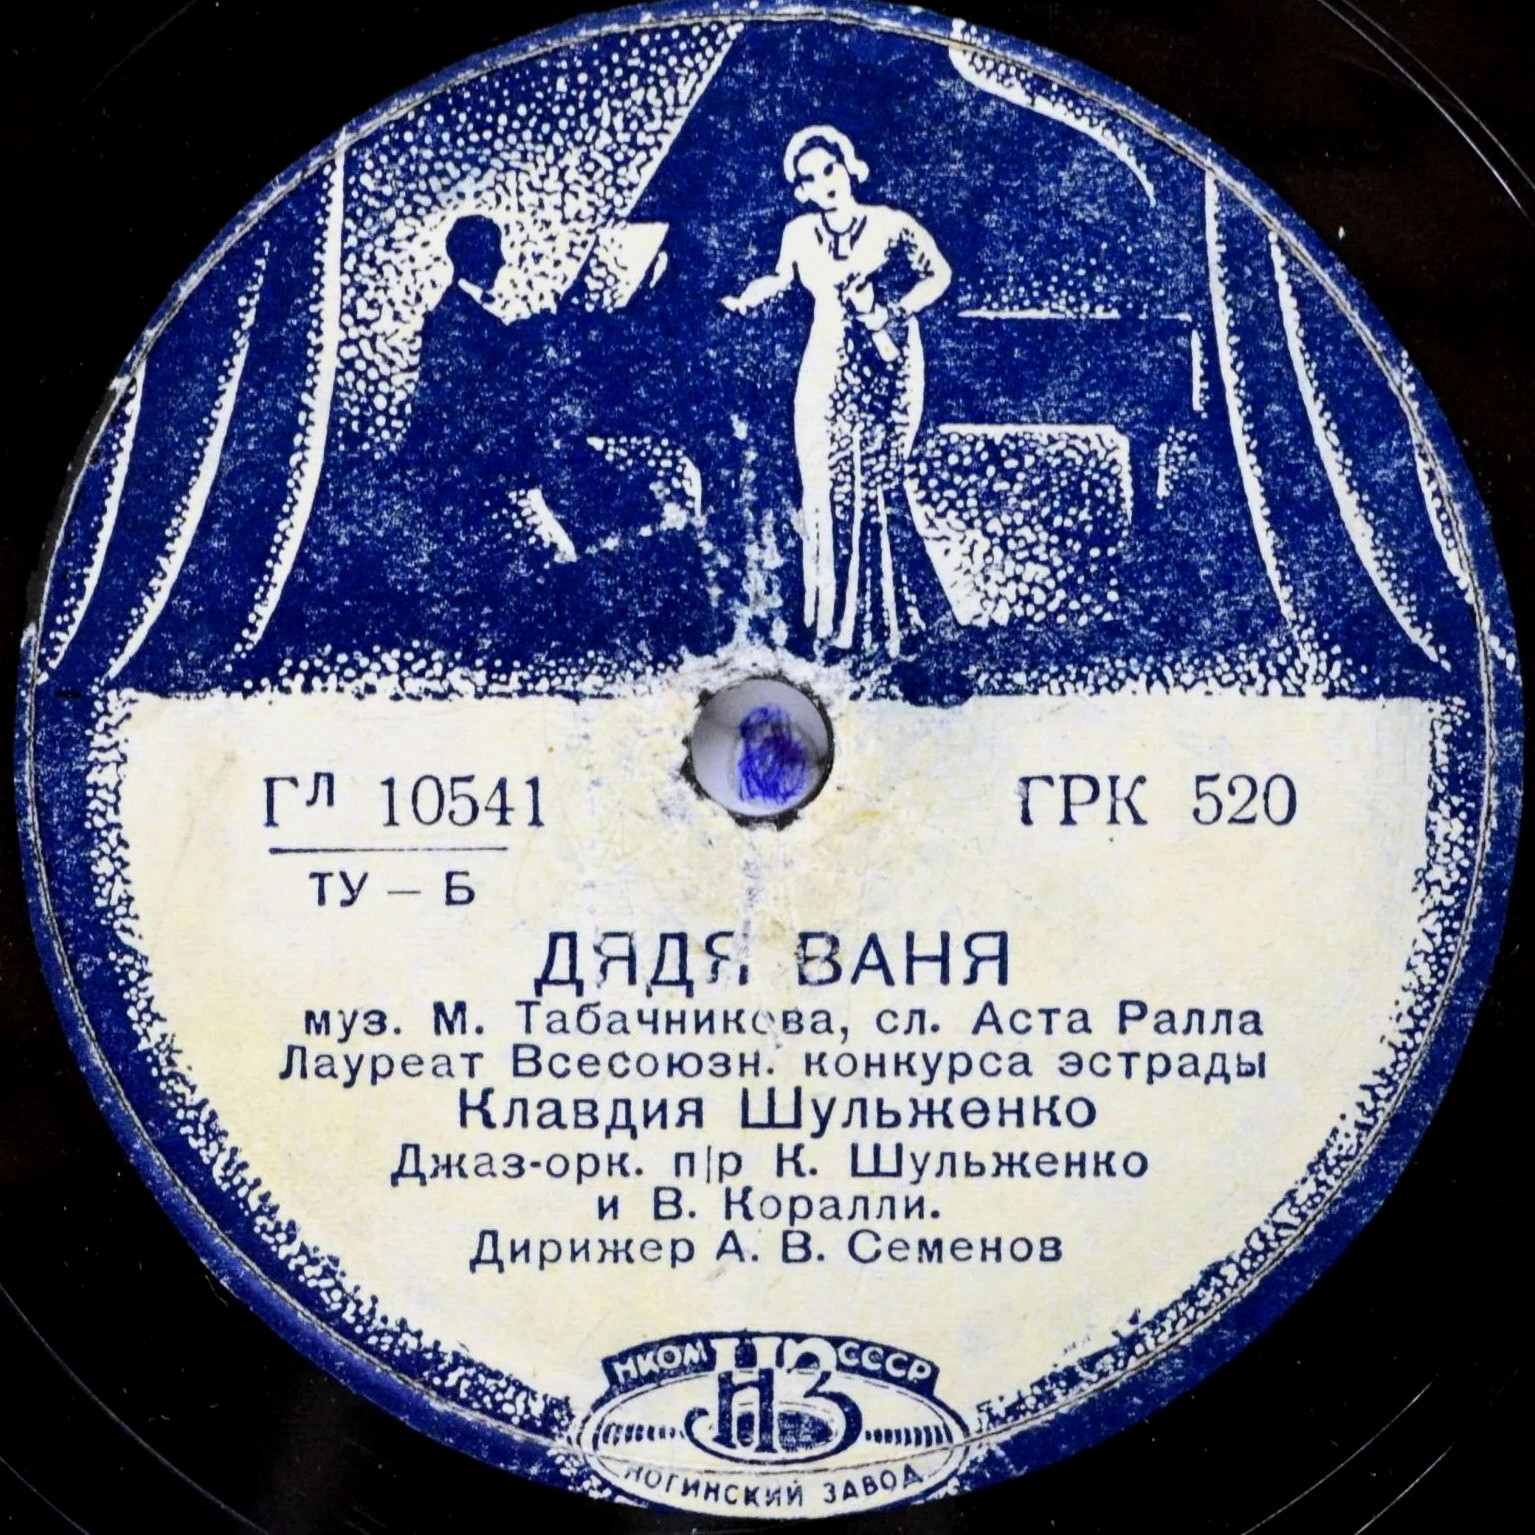 Гл 10541 ГРК 520
ТУ — Б
ДЯДЯ ВАНЯ
муз. М. Табачникова, сл. Аста Ралла
Лауреат Всесоюзн. конкурса эстрады
Клавдия Шульженко
Джаз-орк. п|р К. Шульженко
и В. Коралли.
Дирижер А. В. Семенов
НКОМ НЗ СССР
НОГИНСКИЙ ЗАВОД